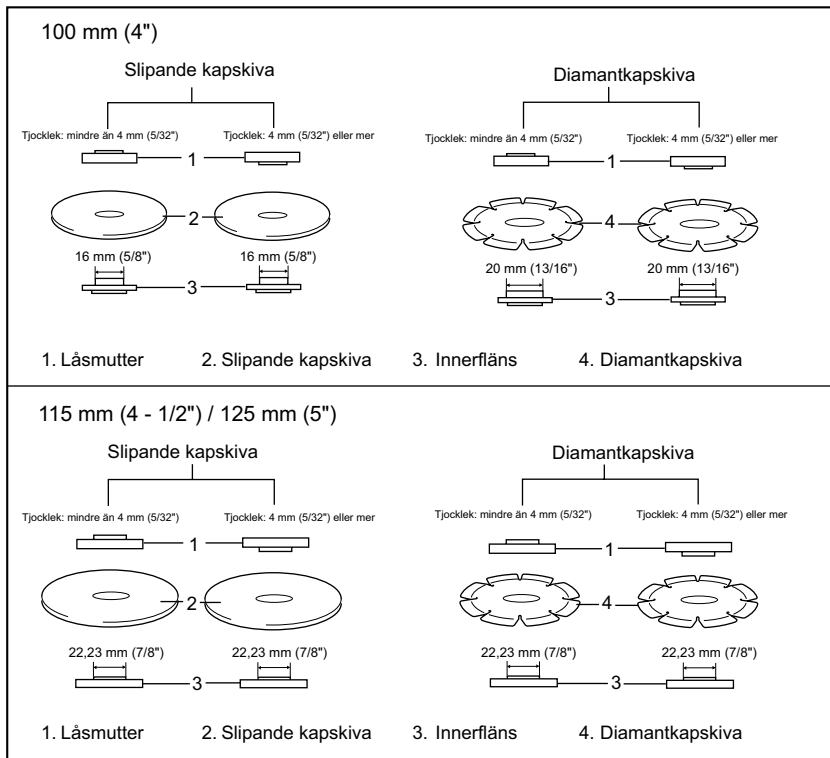 100 mm (4")
Slipande kapskiva
Diamantkapskiva
Tjocklek: mindre än 4 mm (5/32")
Tjocklek: 4 mm (5/32") eller mer
Tjocklek: mindre än 4 mm (5/32")
Tjocklek: 4 mm (5/32") eller mer
1
1
2
4
16 mm (5/8")
16 mm (5/8")
20 mm (13/16")
20 mm (13/16")
3
3
1. Låsmutter 2. Slipande kapskiva 3. Innerfläns 4. Diamantkapskiva
115 mm (4 - 1/2") / 125 mm (5")
Slipande kapskiva
Diamantkapskiva
Tjocklek: mindre än 4 mm (5/32")
Tjocklek: 4 mm (5/32") eller mer
Tjocklek: mindre än 4 mm (5/32")
Tjocklek: 4 mm (5/32") eller mer
1
1
2
4
22,23 mm (7/8")
22,23 mm (7/8")
22,23 mm (7/8")
22,23 mm (7/8")
3
3
1. Låsmutter 2. Slipande kapskiva 3. Innerfläns 4. Diamantkapskiva